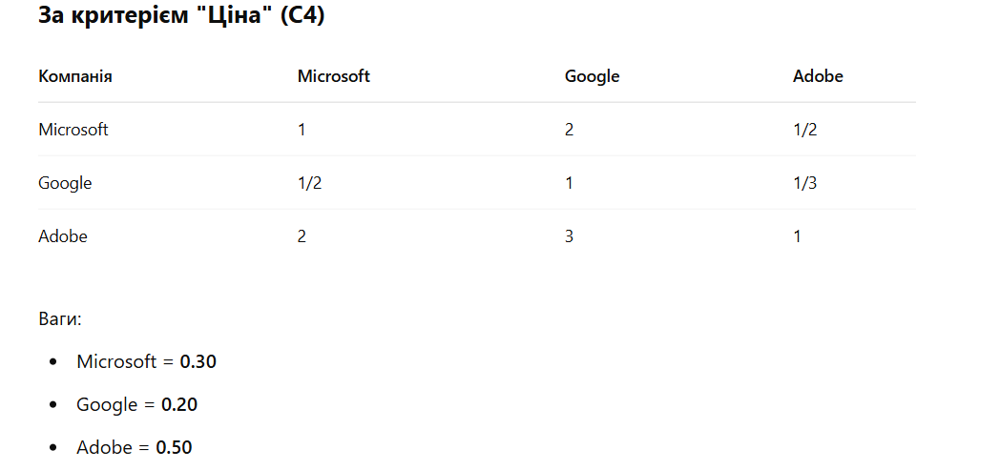 За критерієм "Ціна" (C4)
Компанія Microsoft Google Adobe
Microsoft 1 2 1/2
Google 1/2 1 1/3
Adobe 2 3 1
Ваги:
• Microsoft = 0.30
• Google = 0.20
• Adobe = 0.50